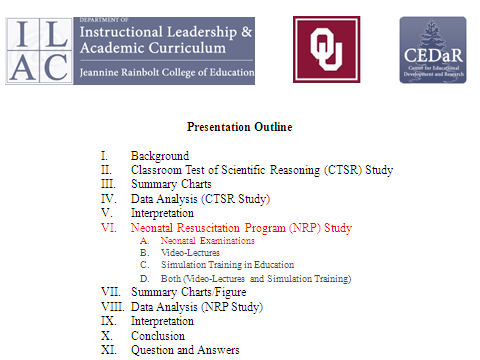 I L
A C
DEPARTMENT OF
Instructional Leadership &
Academic Curriculum
Jeannine Rainbolt College of Education
OU
CEDaR
Center for Educational
Development and Research
Presentation Outline
I. Background
II. Classroom Test of Scientific Reasoning (CTSR) Study
III. Summary Charts
IV. Data Analysis (CTSR Study)
V. Interpretation
VI. Neonatal Resuscitation Program (NRP) Study
A. Neonatal Examinations
B. Video-Lectures
C. Simulation Training in Education
D. Both (Video-Lectures and Simulation Training)
VII. Summary Charts/Figure
VIII. Data Analysis (NRP Study)
IX. Interpretation
X. Conclusion
XI. Question and Answers